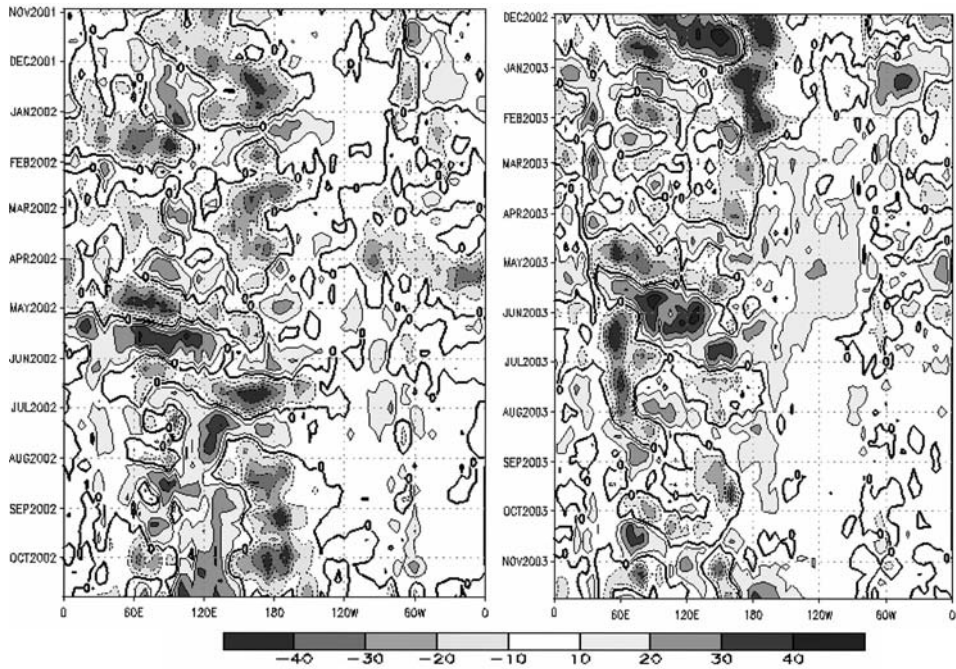 NOV2001
DEC2001
JAN2002
FEB2002
MAR2002
APR2002
MAY2002
JUN2002
JUL2002
AUG2002
SEP2002
OCT2002
0 60E 120E 180 120W 60W 0
DEC2002
JAN2003
FEB2003
MAR2003
APR2003
MAY2003
JUN2003
JUL2003
AUG2003
SEP2003
OCT2003
NOV2003
0 60E 120E 180 120W 60W 0
-40 -30 -20 -10 10 20 30 40